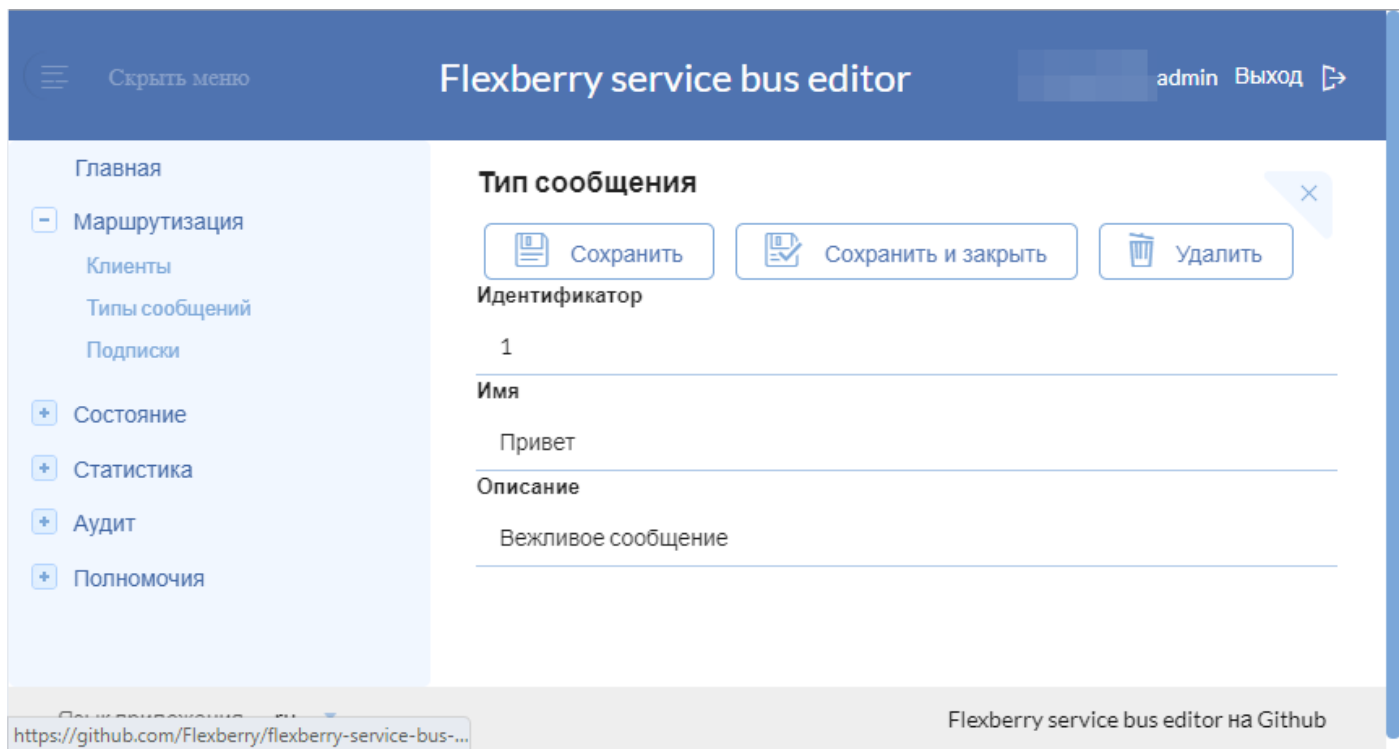 Скрыть меню
Flexberry service bus editor
admin Выход
Главная
Маршрутизация
Клиенты
Типы сообщений
Подписки
Состояние
Статистика
Аудит
Полномочия
Тип сообщения
Сохранить
Сохранить и закрыть
Удалить
Идентификатор
1
Имя
Привет
Описание
Вежливое сообщение
Flexberry service bus editor на Github
https://github.com/Flexberry/flexberry-service-bus-...